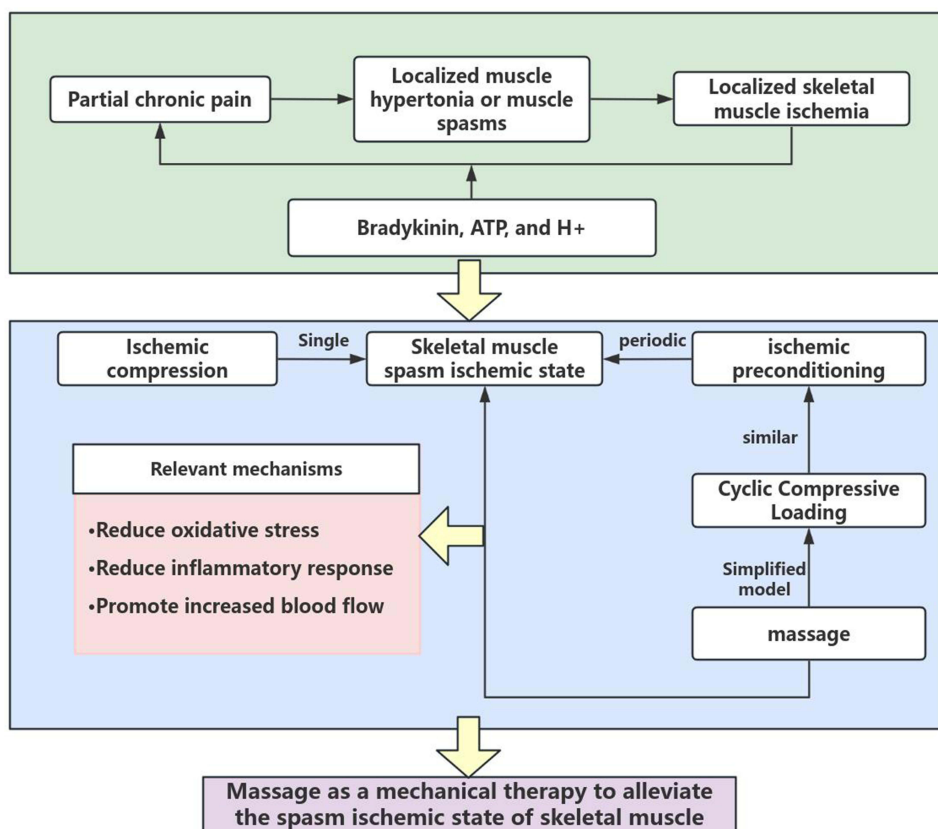 Partial chronic pain
Localized muscle
hypertonia or muscle
spasms
Localized skeletal
muscle ischemia
Bradykinin, ATP, and H+
Ischemic
compression
Single
Skeletal muscle
spasm ischemic state
periodic
ischemic
preconditioning
similar
Relevant mechanisms
•Reduce oxidative stress
•Reduce inflammatory response
•Promote increased blood flow
Cyclic Compressive
Loading
Simplified
model
massage
Massage as a mechanical therapy to alleviate
the spasm ischemic state of skeletal muscle